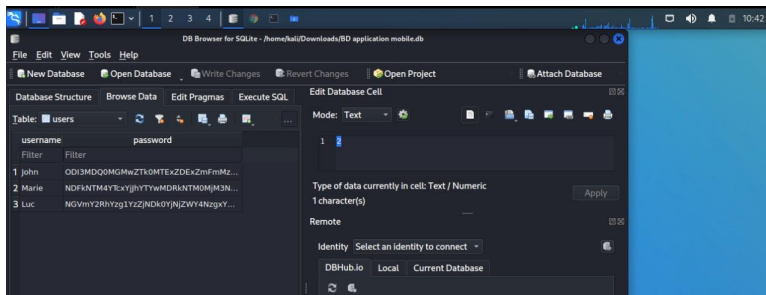 1 2 3 4
10:42
DB Browser for SQLite - /home/kali/Downloads/BD application mobile.db
File Edit View Tools Help
New Database Open Database Write Changes Revert Changes Open Project Attach Database
Database Structure Browse Data Edit Pragmas Execute SQL
Table: users
username password
Filter Filter
1 John ODI3MDQ0MGMwZTk0MTExZDExZmFmMz...
2 Marie NDFkNTM4YTcxYjJhYTYwMDRkNTM0MjM3N...
3 Luc NGVmY2RhYzg1YzZjNDk0YjNjZWY4NzgxY...
Edit Database Cell
Mode: Text
1 2
Type of data currently in cell: Text / Numeric
1 character(s)
Apply
Remote
Identity Select an identity to connect
DBHub.io Local Current Database